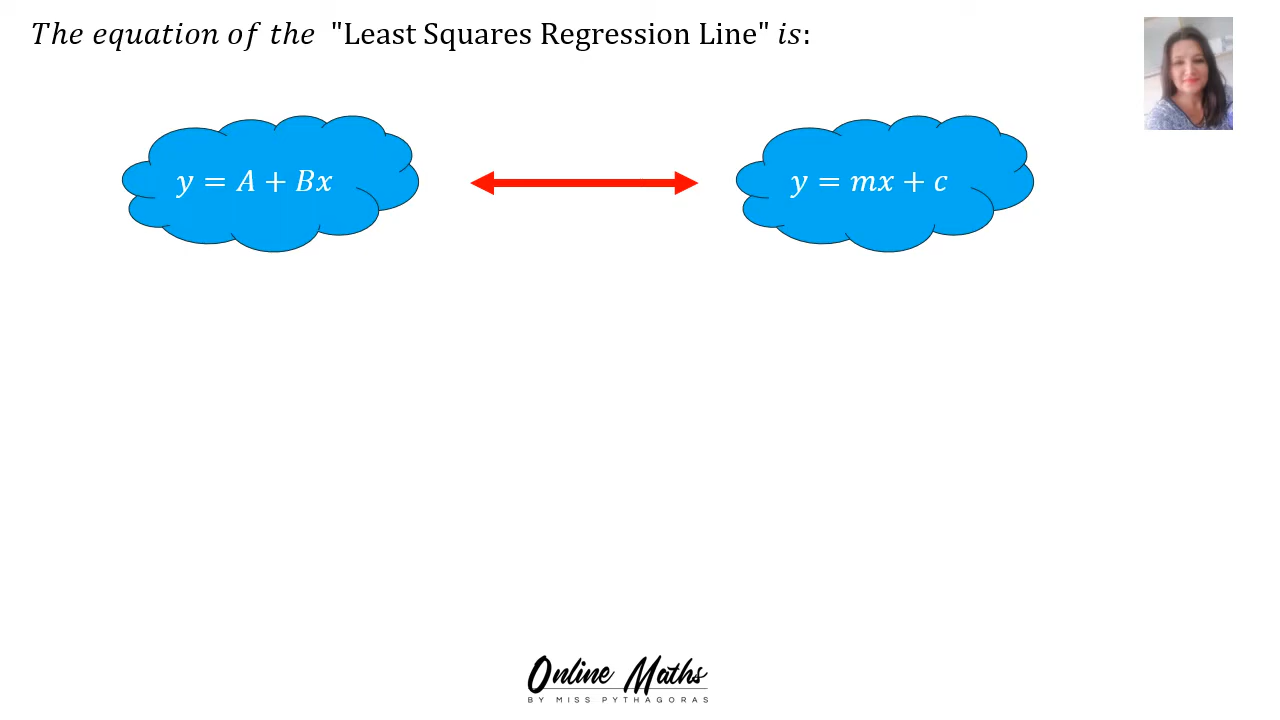 The equation of the "Least Squares Regression Line" is:
y = A + Bx
y = mx + c
Online Maths
BY MISS PYTHAGORAS